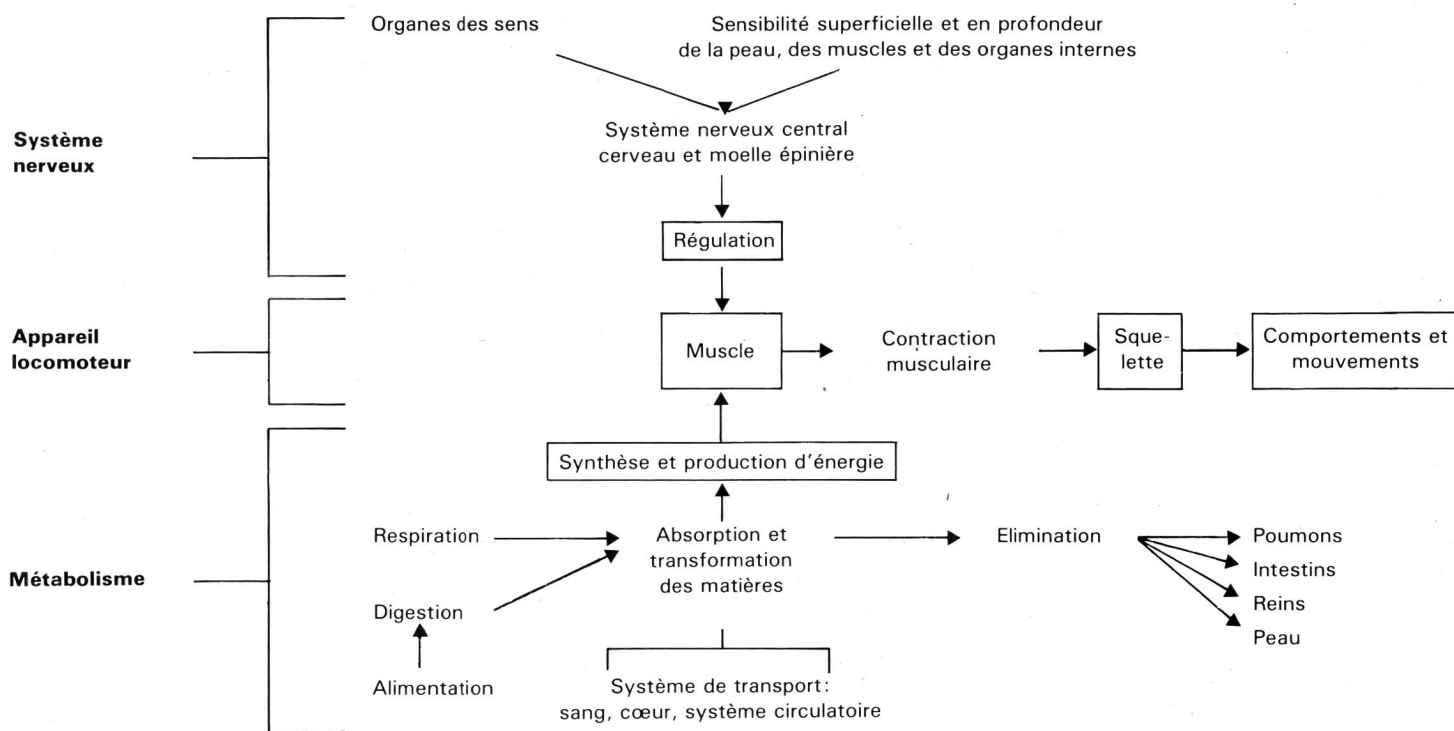 Organes des sens
Sensibilité superficielle et en profondeur
de la peau, des muscles et des organes internes
Système
nerveux
Système nerveux central
cerveau et moelle épinière
Régulation
Appareil
locomoteur
Muscle
Contraction
musculaire
Sque-
lette
Comportements et
mouvements
Synthèse et production d'énergie
Métabolisme
Respiration
Absorption et
transformation
des matières
Elimination
Poumons
Intestins
Reins
Peau
Digestion
Alimentation
Système de transport:
sang, cœur, système circulatoire